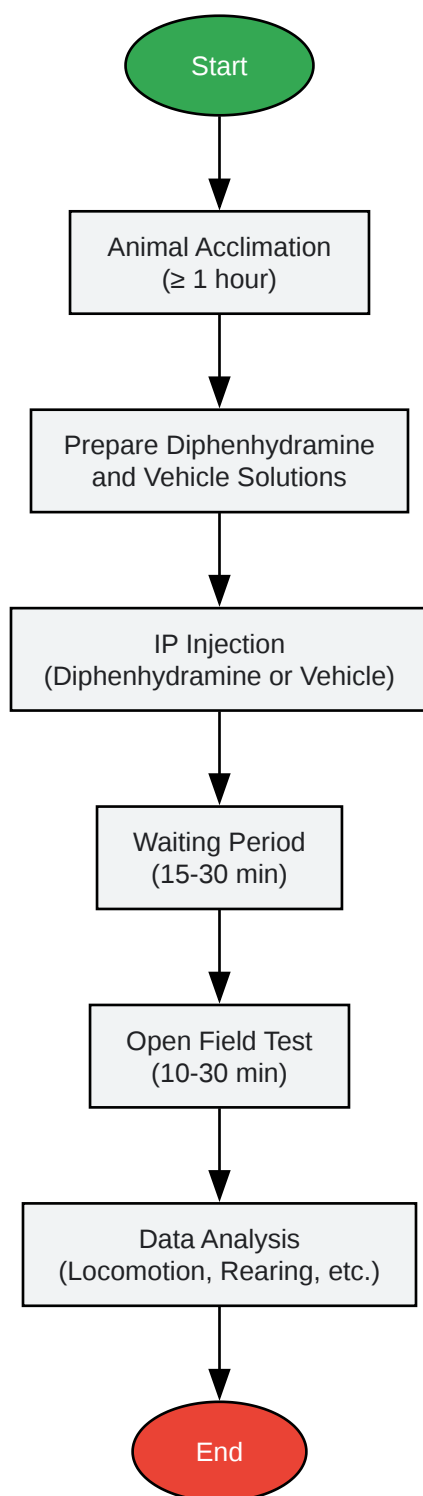 Start
Animal Acclimation
(≥ 1 hour)
Prepare Diphenhydramine
and Vehicle Solutions
IP Injection
(Diphenhydramine or Vehicle)
Waiting Period
(15-30 min)
Open Field Test
(10-30 min)
Data Analysis
(Locomotion, Rearing, etc.)
End